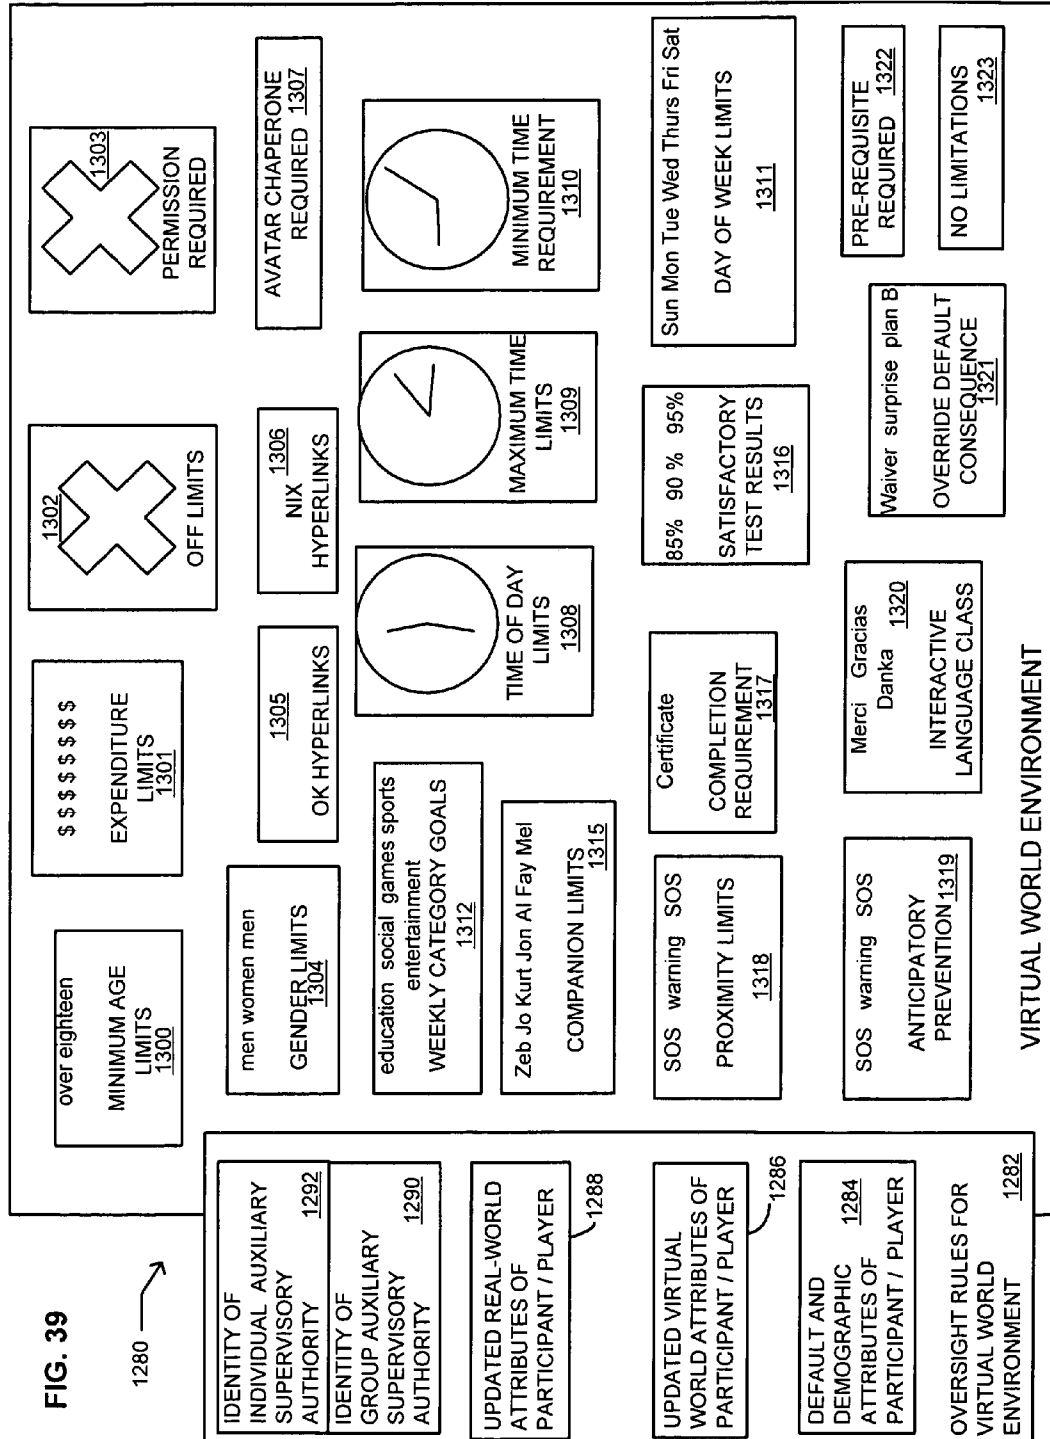 FIG. 39
1280
IDENTITY OF
INDIVIDUAL AUXILIARY
SUPERVISORY
AUTHORITY 1292
IDENTITY OF
GROUP AUXILIARY
SUPERVISORY 1290
AUTHORITY
UPDATED REAL-WORLD
ATTRIBUTES OF
PARTICIPANT / PLAYER
1288
UPDATED VIRTUAL
WORLD ATTRIBUTES OF
PARTICIPANT / PLAYER
1286
DEFAULT AND
DEMOGRAPHIC 1284
ATTRIBUTES OF
PARTICIPANT / PLAYER
OVERSIGHT RULES FOR
VIRTUAL WORLD 1282
ENVIRONMENT
over eighteen
MINIMUM AGE
LIMITS
1300
$ $ $ $ $ $ $ $
EXPENDITURE
LIMITS
1301
1302
OFF LIMITS
1303
PERMISSION
REQUIRED
men women men
GENDER LIMITS
1304
1305
OK HYPERLINKS
1306
NIX
HYPERLINKS
AVATAR CHAPERONE
REQUIRED 1307
education social games sports
entertainment
WEEKLY CATEGORY GOALS
1312
TIME OF DAY
LIMITS
1308
MAXIMUM TIME
LIMITS
1309
MINIMUM TIME
REQUIREMENT
1310
Zeb Jo Kurt Jon Al Fay Mel
COMPANION LIMITS
1315
SOS warning SOS
PROXIMITY LIMITS
1318
Certificate
COMPLETION
REQUIREMENT
1317
85% 90 % 95%
SATISFACTORY
TEST RESULTS
1316
Sun Mon Tue Wed Thurs Fri Sat
DAY OF WEEK LIMITS
1311
SOS warning SOS
ANTICIPATORY
PREVENTION 1319
Merci Gracias
Danka 1320
INTERACTIVE
LANGUAGE CLASS
Waiver surprise plan B
OVERRIDE DEFAULT
CONSEQUENCE
1321
PRE-REQUISITE
REQUIRED 1322
NO LIMITATIONS
1323
VIRTUAL WORLD ENVIRONMENT